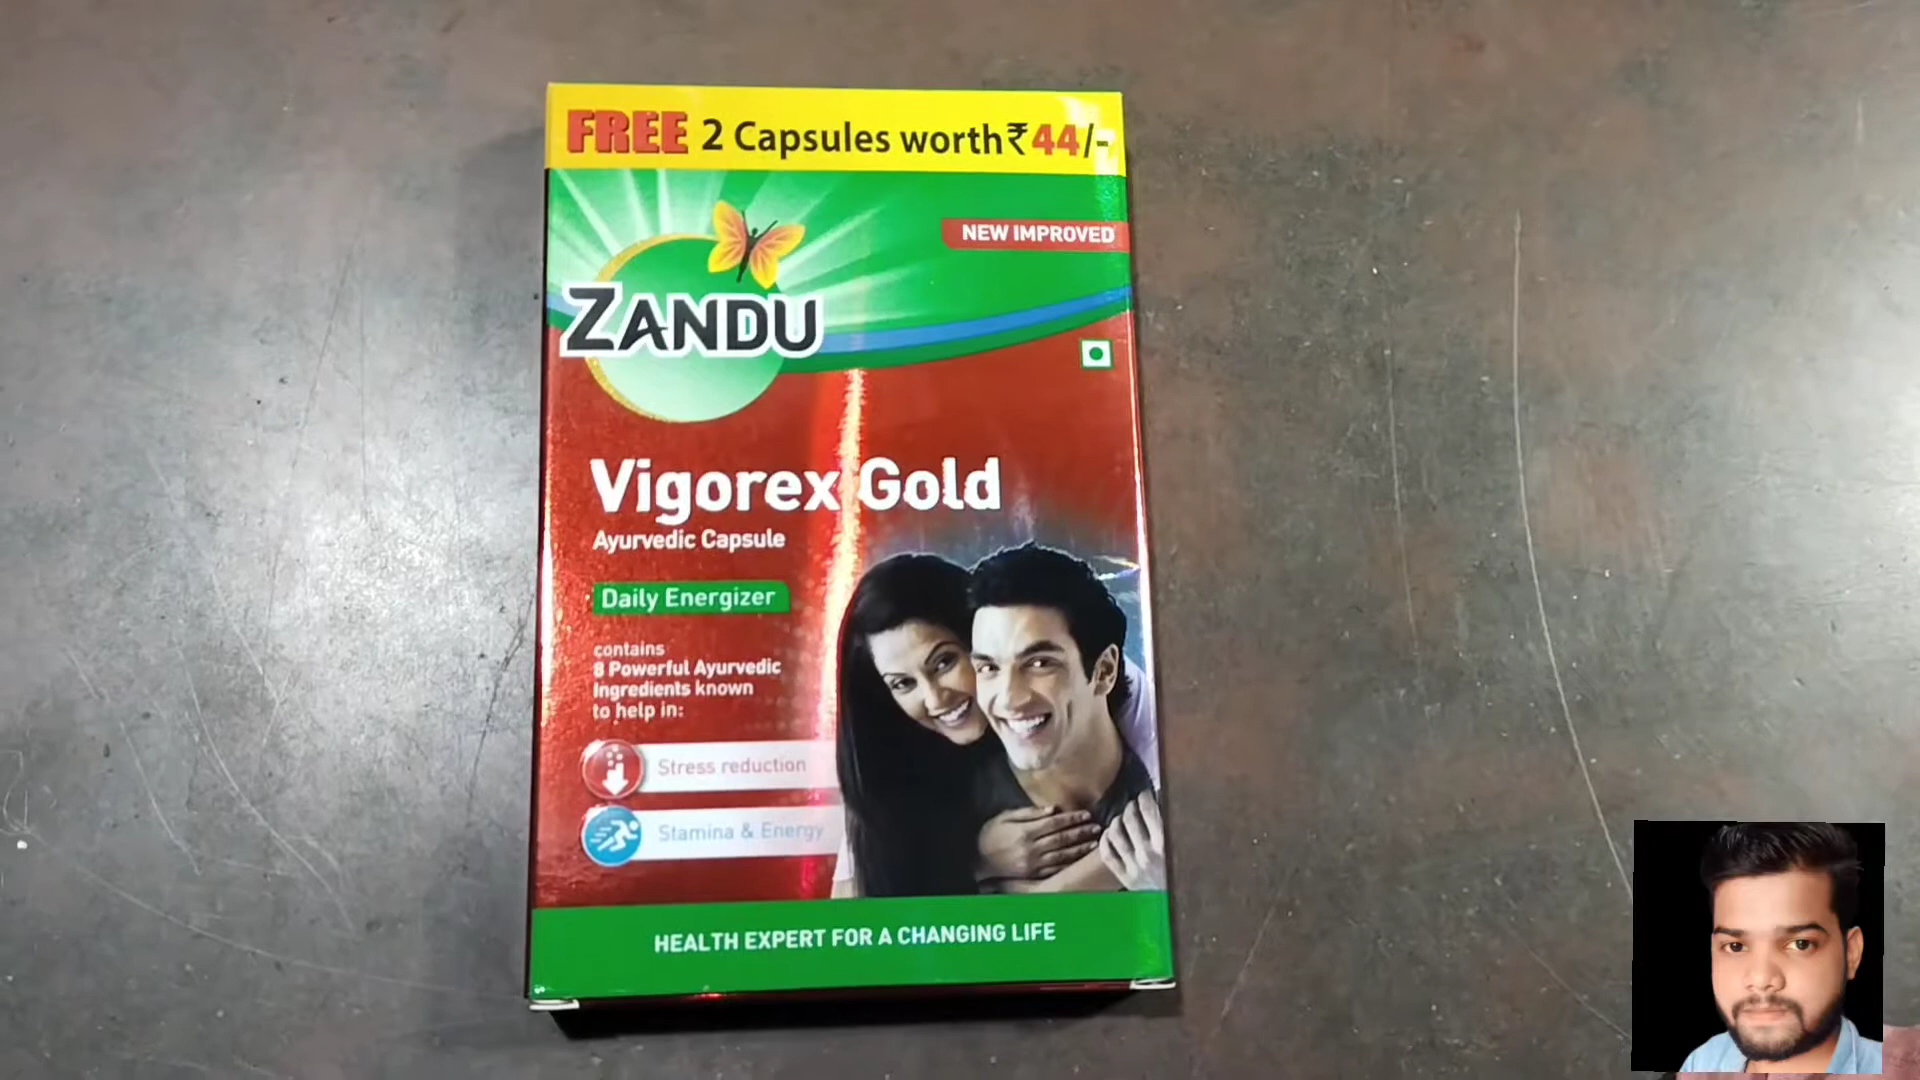 FREE 2 Capsules worth ₹44/-
NEW IMPROVED
ZANDU
Vigorex Gold
Ayurvedic Capsule
Daily Energizer
contains
8 Powerful Ayurvedic
Ingredients known
to help in:
Stress reduction
Stamina & Energy
HEALTH EXPERT FOR A CHANGING LIFE